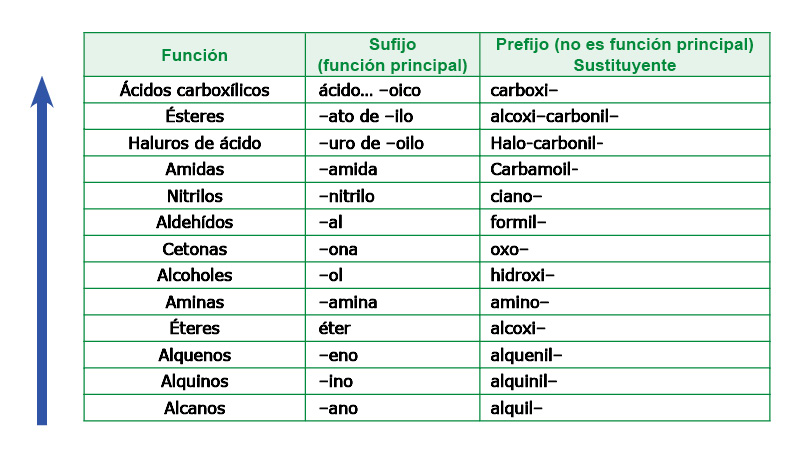 Función Sufijo (función principal) Prefijo (no es función principal) Sustituyente
Ácidos carboxílicos ácido... –oico carboxi–
Ésteres –ato de –ilo alcoxi–carbonil–
Haluros de ácido –uro de –oilo Halo-carbonil-
Amidas –amida Carbamoil-
Nitrilos –nitrilo ciano–
Aldehídos –al formil–
Cetonas –ona oxo–
Alcoholes –ol hidroxi–
Aminas –amina amino–
Éteres éter alcoxi–
Alquenos –eno alquenil–
Alquinos –ino alquinil–
Alcanos –ano alquil–